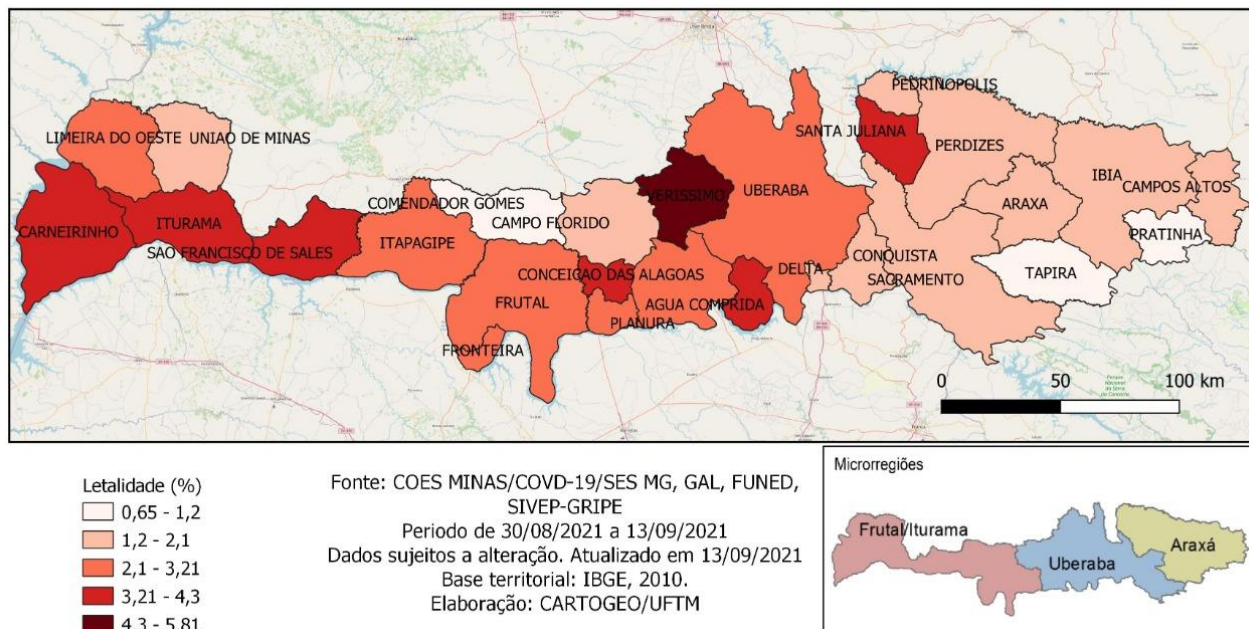 PEDRINOPOLIS
LIMEIRA DO OESTE
UNIAO DE MINAS
SANTA JULIANA
PERDIZES
IBIA
CAMPOS ALTOS
VERISSIMO
UBERABA
COMENDADOR GOMES
CAMPO FLORIDO
ARAXA
CARNEIRINHO
ITURAMA
PRATINHA
SAO FRANCISCO DE SALES
ITAPAGIPE
CONQUISTA
CONCEICAO DAS ALAGOAS
DELTA
SACRAMENTO
TAPIRA
FRUTAL
AGUA COMPRIDA
PLANURA
FRONTEIRA
0 50 100 km
Letalidade (%)
0,65 - 1,2
1,2 - 2,1
2,1 - 3,21
3,21 - 4,3
4,3 - 5,81
Fonte: COES MINAS/COVD-19/SES MG, GAL, FUNED,
SIVEP-GRIPE
Periodo de 30/08/2021 a 13/09/2021
Dados sujeitos a alteração. Atualizado em 13/09/2021
Base territorial: IBGE, 2010.
Elaboração: CARTOGEO/UFTM
Microrregiões
Frutal/Iturama
Uberaba
Araxá